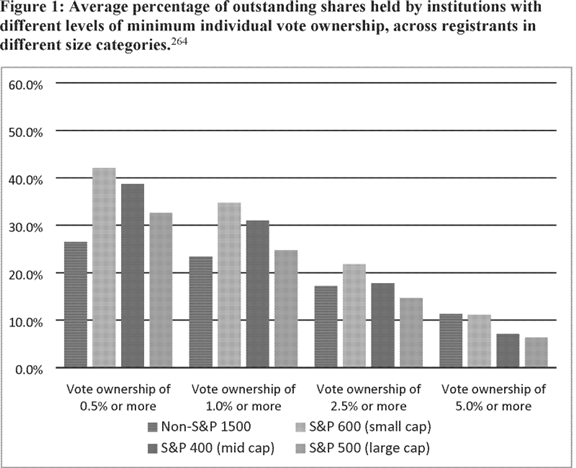 Figure 1: Average percentage of outstanding shares held by institutions with
different levels of minimum individual vote ownership, across registrants in
different size categories.264
60.0%
50.0%
40.0%
30.0%
20.0%
10.0%
0.0%
Vote ownership of
0.5% or more
Vote ownership of
1.0% or more
Vote ownership of
2.5% or more
Vote ownership of
5.0% or more
Non-S&P 1500
S&P 600 (small cap)
S&P 400 (mid cap)
S&P 500 (large cap)